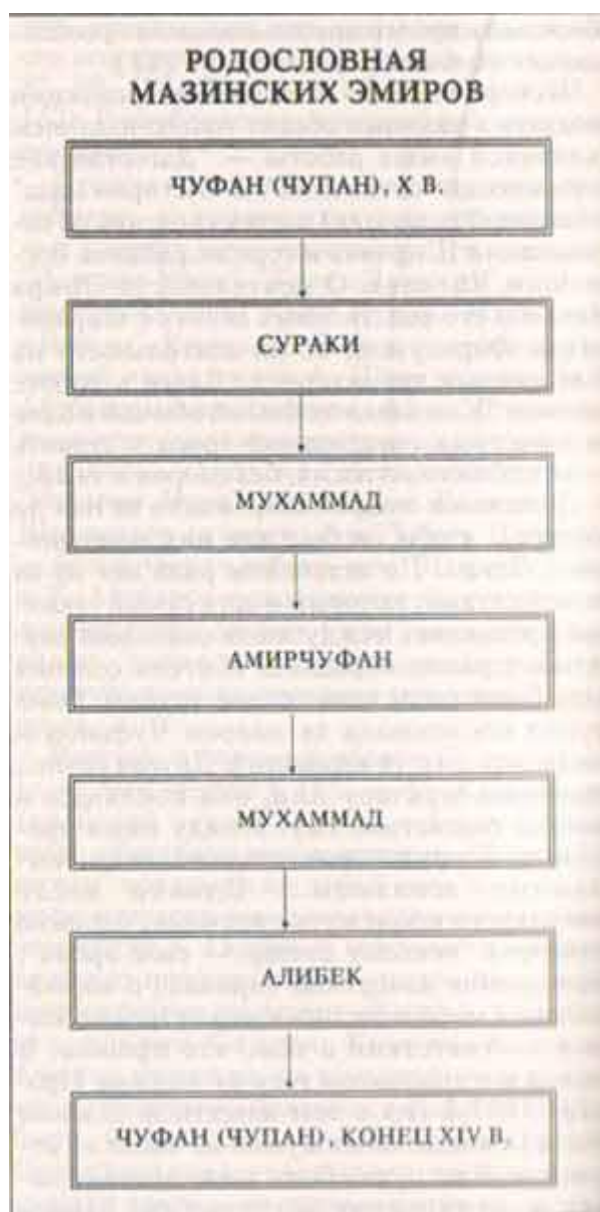 РОДОСЛОВНАЯ
МАЗИНСКИХ ЭМИРОВ
ЧУФАН (ЧУПАН), X В.
СУРАКИ
МУХАММАД
АМИРЧУФАН
МУХАММАД
АЛИБЕК
ЧУФАН (ЧУПАН), КОНЕЦ XIV В.